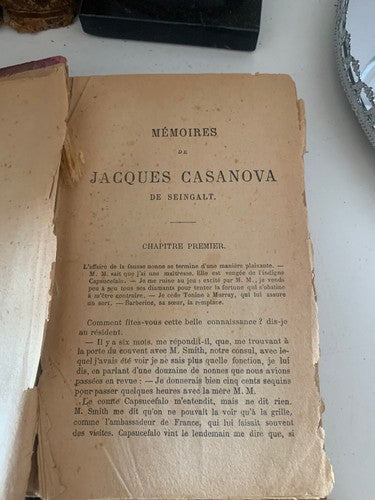 MÉMOIRES
DE
JACQUES CASANOVA
DE SEINGALT.
CHAPITRE PREMIER.
L'affaire de la fausse nonne se termine d'une manière plaisante. —
M. M. sait que j'ai une maîtresse. Elle est vengée de l'indigne
Capsucefalo. — Je me ruine au jeu; excité par M. M., je vends
peu à peu tous ses diamants pour tenter la fortune qui s'obstine
à m'être contraire. — Je cède Tonine à Murray, qui lui assure
un sort. — Barberine, sa sœur, la remplace.
Comment fîtes-vous cette belle connaissance? dis-je
au résident.
— Il y a six mois, me répondit-il, que, me trouvant à
la porte du couvent avec M. Smith, notre consul, avec le-
quel j'avais été voir je ne sais plus quelle fonction, je lui
dis, en parlant d'une douzaine de nonnes que nous avions
passées en revue : — Je donnerais bien cinq cents sequins
pour passer quelques heures avec la mère M. M.
Le comte Capsucefalo m'entendit, mais ne dit rien.
M. Smith me dit qu'on ne pouvait la voir qu'à la grille,
comme l'ambassadeur de France, qui lui faisait souvent
des visites. Capsucefalo vint le lendemain me dire que, si